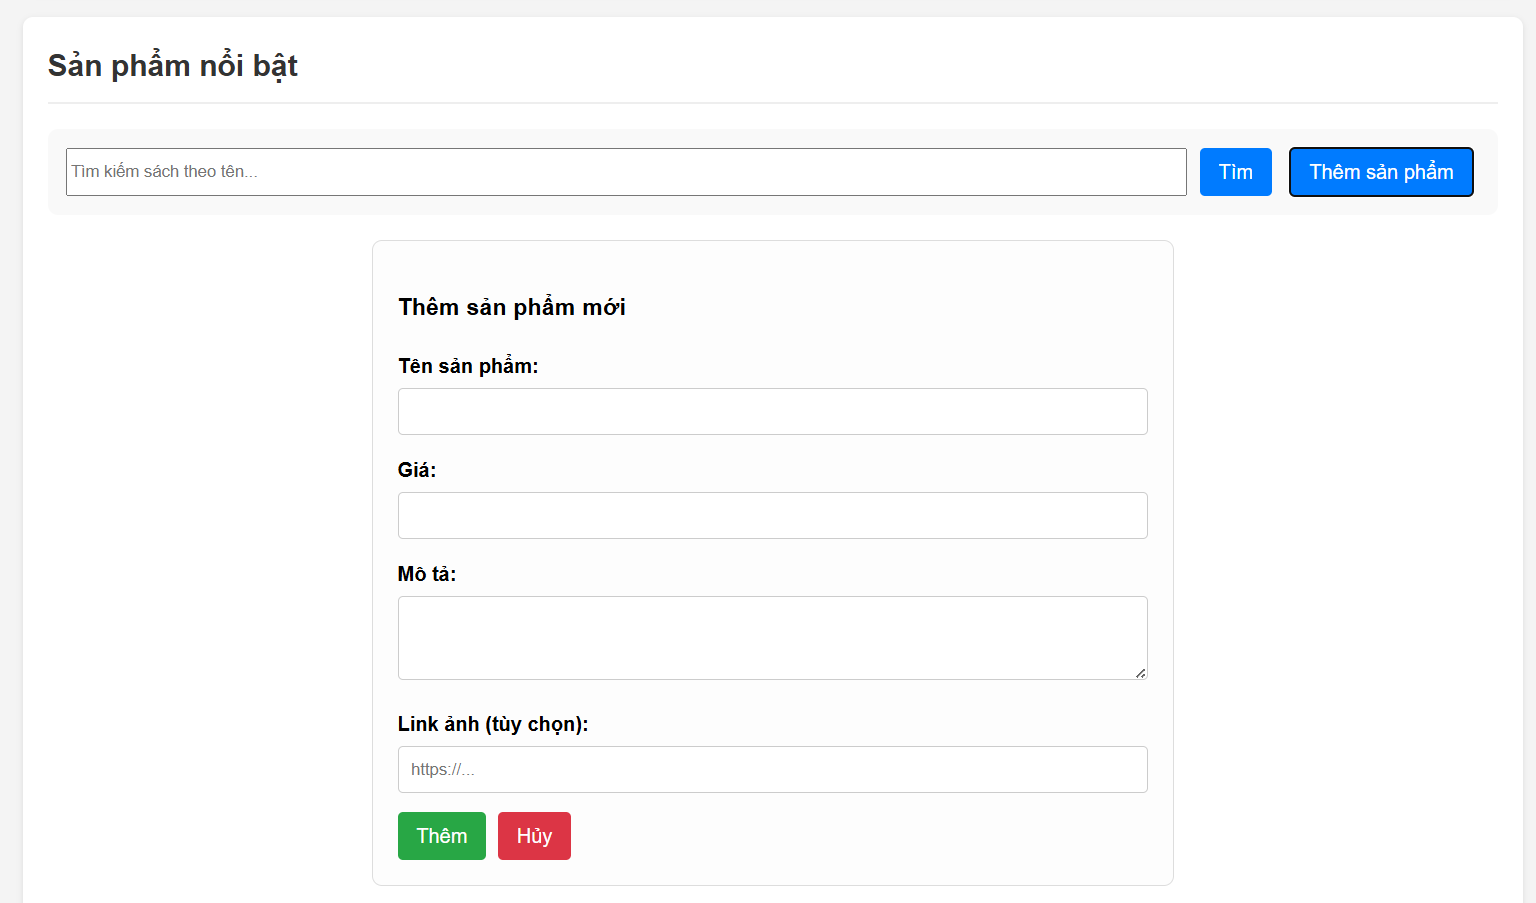 Sản phẩm nổi bật
Tìm kiếm sách theo tên...
Tìm
Thêm sản phẩm
Thêm sản phẩm mới
Tên sản phẩm:
Giá:
Mô tả:
Link ảnh (tùy chọn):
https://...
Thêm
Hủy